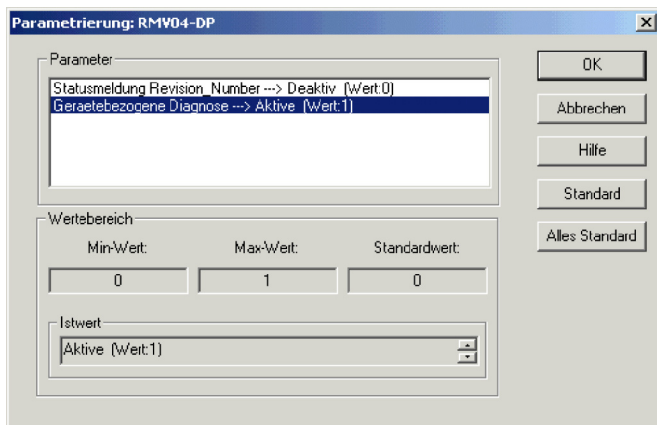 Parametrierung: RMV04-DP
Parameter
Statusmeldung Revision_Number ---> Deaktiv (Wert:0)
Geraetebezogene Diagnose ---> Aktive (Wert:1)
OK
Abbrechen
Hilfe
Standard
Alles Standard
Wertebereich
Min-Wert: Max-Wert: Standardwert:
0 1 0
Istwert
Aktive (Wert:1)